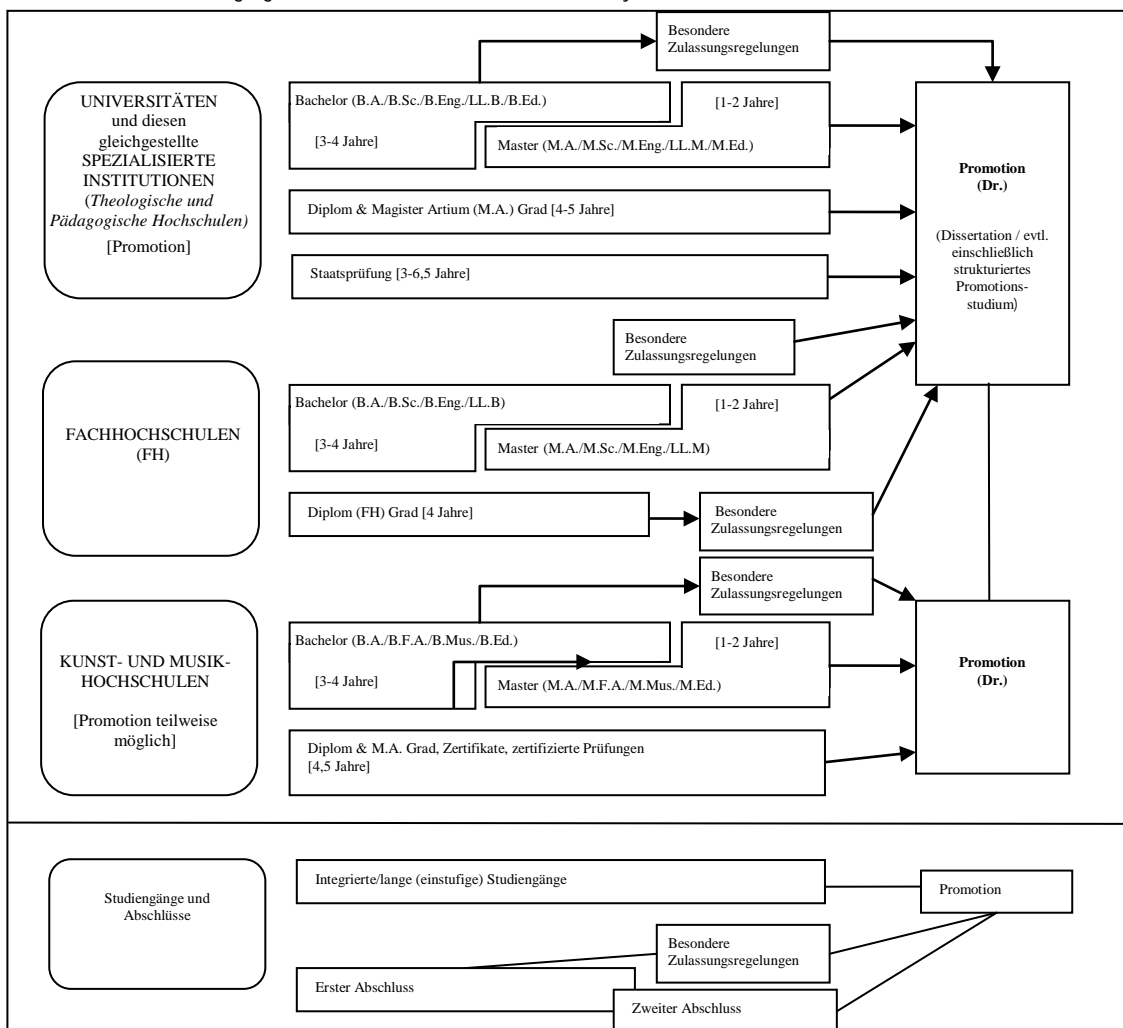 Besondere
Zulassungsregelungen
UNIVERSITÄTEN
und diesen
gleichgestellte
SPEZIALISIERTE
INSTITUTIONEN
(Theologische und
Pädagogische Hochschulen)
[Promotion]
Bachelor (B.A./B.Sc./B.Eng./LL.B./B.Ed.)
[3-4 Jahre]
[1-2 Jahre]
Master (M.A./M.Sc./M.Eng./LL.M./M.Ed.)
Diplom & Magister Artium (M.A.) Grad [4-5 Jahre]
Staatsprüfung [3-6,5 Jahre]
Promotion
(Dr.)
(Dissertation / evtl.
einschließlich
strukturiertes
Promotions-
studium)
Besondere
Zulassungsregelungen
FACHHOCHSCHULEN
(FH)
Bachelor (B.A./B.Sc./B.Eng./LL.B)
[3-4 Jahre]
[1-2 Jahre]
Master (M.A./M.Sc./M.Eng./LL.M)
Diplom (FH) Grad [4 Jahre]
Besondere
Zulassungsregelungen
Besondere
Zulassungsregelungen
KUNST- UND MUSIK-
HOCHSCHULEN
[Promotion teilweise
möglich]
Bachelor (B.A./B.F.A./B.Mus./B.Ed.)
[3-4 Jahre]
[1-2 Jahre]
Master (M.A./M.F.A./M.Mus./M.Ed.)
Diplom & M.A. Grad, Zertifikate, zertifizierte Prüfungen
[4,5 Jahre]
Promotion
(Dr.)
Studiengänge und
Abschlüsse
Integrierte/lange (einstufige) Studiengänge
Promotion
Besondere
Zulassungsregelungen
Erster Abschluss
Zweiter Abschluss